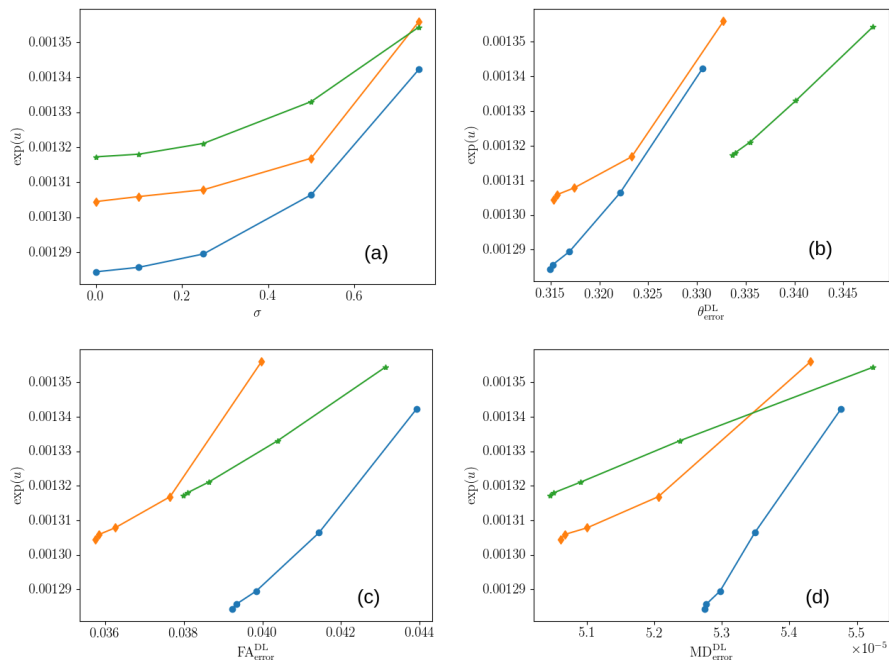 0.00135
0.00134
0.00133
0.00132
0.00131
0.00130
0.00129
exp(u)
(a)
0.0 0.2 0.4 0.6
σ
0.00135
0.00134
0.00133
0.00132
0.00131
0.00130
0.00129
exp(u)
(b)
0.315 0.320 0.325 0.330 0.335 0.340 0.345
θ^DL_error
0.00135
0.00134
0.00133
0.00132
0.00131
0.00130
0.00129
exp(u)
(c)
0.036 0.038 0.040 0.042 0.044
FA^DL_error
0.00135
0.00134
0.00133
0.00132
0.00131
0.00130
0.00129
exp(u)
(d)
5.1 5.2 5.3 5.4 5.5
×10⁻⁵
MD^DL_error